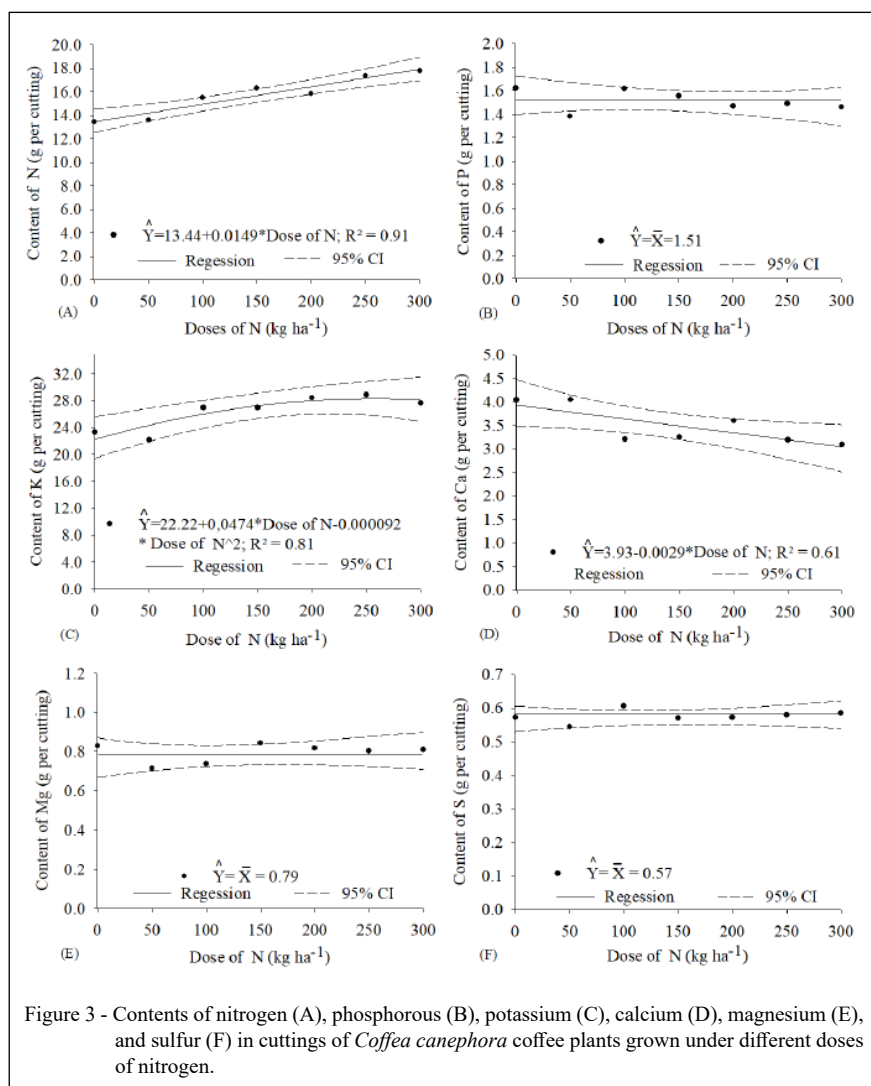 20.0
18.0
16.0
14.0
12.0
10.0
8.0
6.0
4.0
2.0
0.0
Content of N (g per cutting)
Ŷ=13.44+0.0149*Dose of N; R² = 0.91
Regression 95% CI
0 50 100 150 200 250 300
(A)
Doses of N (kg ha⁻¹)
2.0
1.8
1.6
1.4
1.2
1.0
0.8
0.6
0.4
0.2
0.0
Content of P (g per cutting)
Ŷ=X̄=1.51
Regression 95% CI
0 50 100 150 200 250 300
(B)
Doses of N (kg ha⁻¹)
32.0
28.0
24.0
20.0
16.0
12.0
8.0
4.0
0.0
Content of K (g per cutting)
Ŷ=22.22+0,0474*Dose of N-0.000092
* Dose of N^2; R² = 0.81
Regression 95% CI
0 50 100 150 200 250 300
(C)
Dose of N (kg ha⁻¹)
5.0
4.5
4.0
3.5
3.0
2.5
2.0
1.5
1.0
0.5
0.0
Content of Ca (g per cutting)
Ŷ=3.93-0.0029*Dose of N; R² = 0.61
Regression 95% CI
0 50 100 150 200 250 300
(D)
Dose of N (kg ha⁻¹)
1.2
1.0
0.8
0.6
0.4
0.2
0.0
Content of Mg (g per cutting)
Ŷ= X̄ = 0.79
Regression 95% CI
0 50 100 150 200 250 300
(E)
Dose of N (kg ha⁻¹)
0.7
0.6
0.5
0.4
0.3
0.2
0.1
0.0
Content of S (g per cutting)
Ŷ= X̄ = 0.57
Regression 95% CI
0 50 100 150 200 250 300
(F)
Dose of N (kg ha⁻¹)
Figure 3 - Contents of nitrogen (A), phosphorous (B), potassium (C), calcium (D), magnesium (E),
and sulfur (F) in cuttings of Coffea canephora coffee plants grown under different doses
of nitrogen.